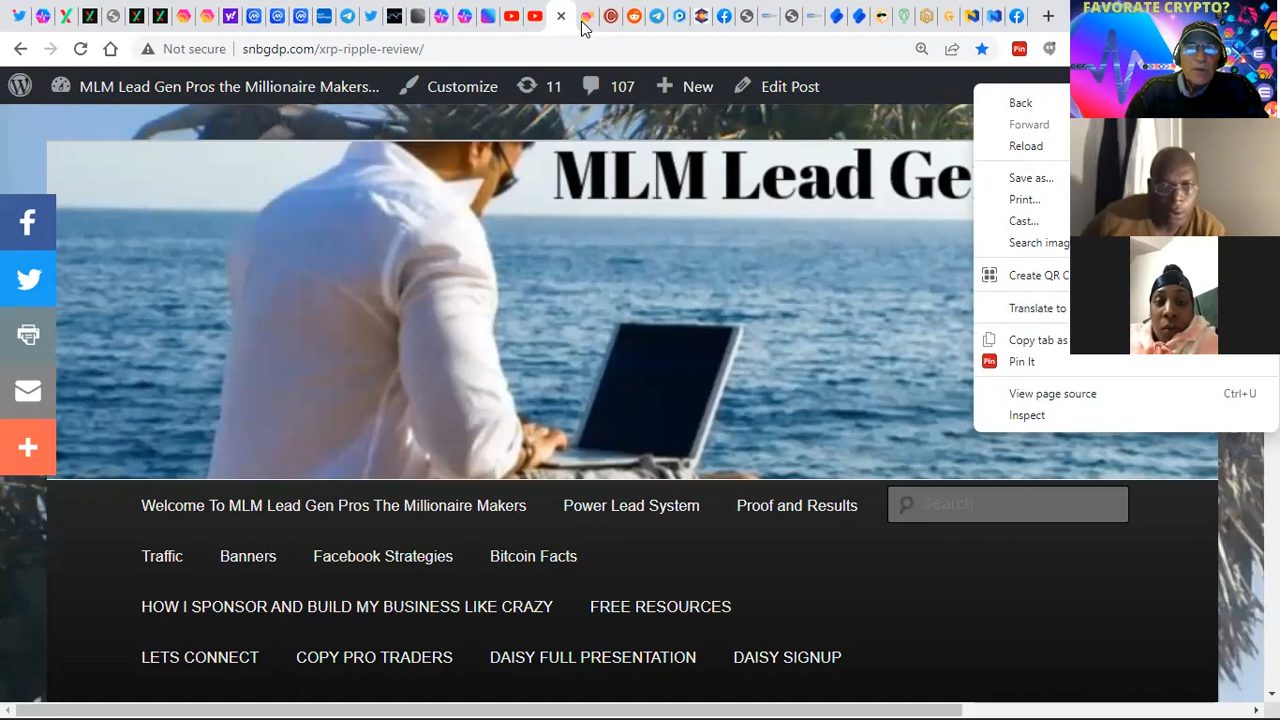 FAVORATE CRYPTO?
Not secure
snbgdp.com/xrp-ripple-review/
Pin
MLM Lead Gen Pros the Millionaire Makers...
Customize
11
107
New
Edit Post
MLM Lead Ge
Back
Forward
Reload
Save as...
Print...
Cast...
Search imag
Create QR C
Translate to
Copy tab as
Pin
Pin It
View page source
Ctrl+U
Inspect
Welcome To MLM Lead Gen Pros The Millionaire Makers
Power Lead System
Proof and Results
Search
Traffic
Banners
Facebook Strategies
Bitcoin Facts
HOW I SPONSOR AND BUILD MY BUSINESS LIKE CRAZY
FREE RESOURCES
LETS CONNECT
COPY PRO TRADERS
DAISY FULL PRESENTATION
DAISY SIGNUP